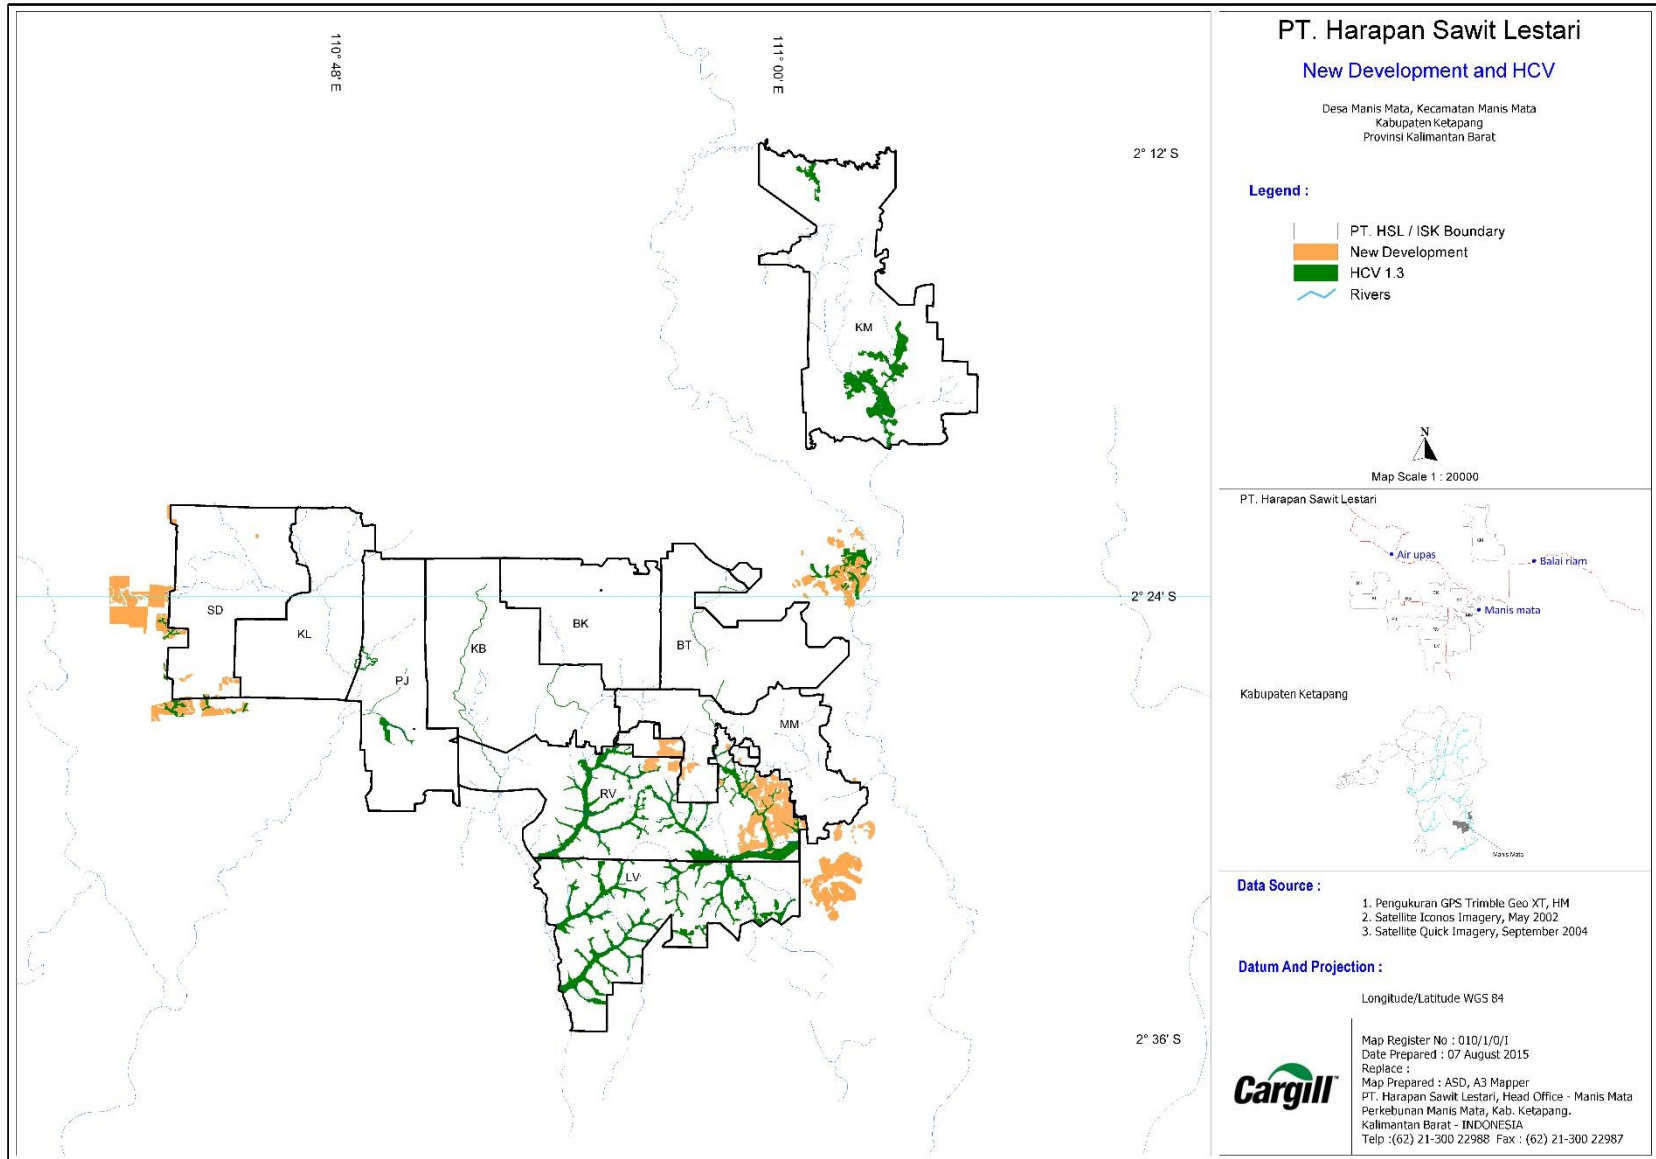 110° 48' E
111° 00' E
2° 12' S
KM
2° 24' S
SD
KL
PJ
KB
BK
BT
MM
RV
LV
2° 36' S
PT. Harapan Sawit Lestari
New Development and HCV
Desa Manis Mata, Kecamatan Manis Mata
Kabupaten Ketapang
Provinsi Kalimantan Barat
Legend :
PT. HSL / ISK Boundary
New Development
HCV 1.3
Rivers
N
Map Scale 1 : 20000
PT. Harapan Sawit Lestari
Air upas
Balai riam
Manis mata
Kabupaten Ketapang
Manis Mata
Data Source :
1. Pengukuran GPS Trimble Geo XT, HM
2. Satellite Iconos Imagery, May 2002
3. Satellite Quick Imagery, September 2004
Datum And Projection :
Longitude/Latitude WGS 84
Cargill™
Map Register No : 010/1/0/I
Date Prepared : 07 August 2015
Replace :
Map Prepared : ASD, A3 Mapper
PT. Harapan Sawit Lestari, Head Office - Manis Mata
Perkebunan Manis Mata, Kab. Ketapang.
Kalimantan Barat - INDONESIA
Telp :(62) 21-300 22988 Fax : (62) 21-300 22987